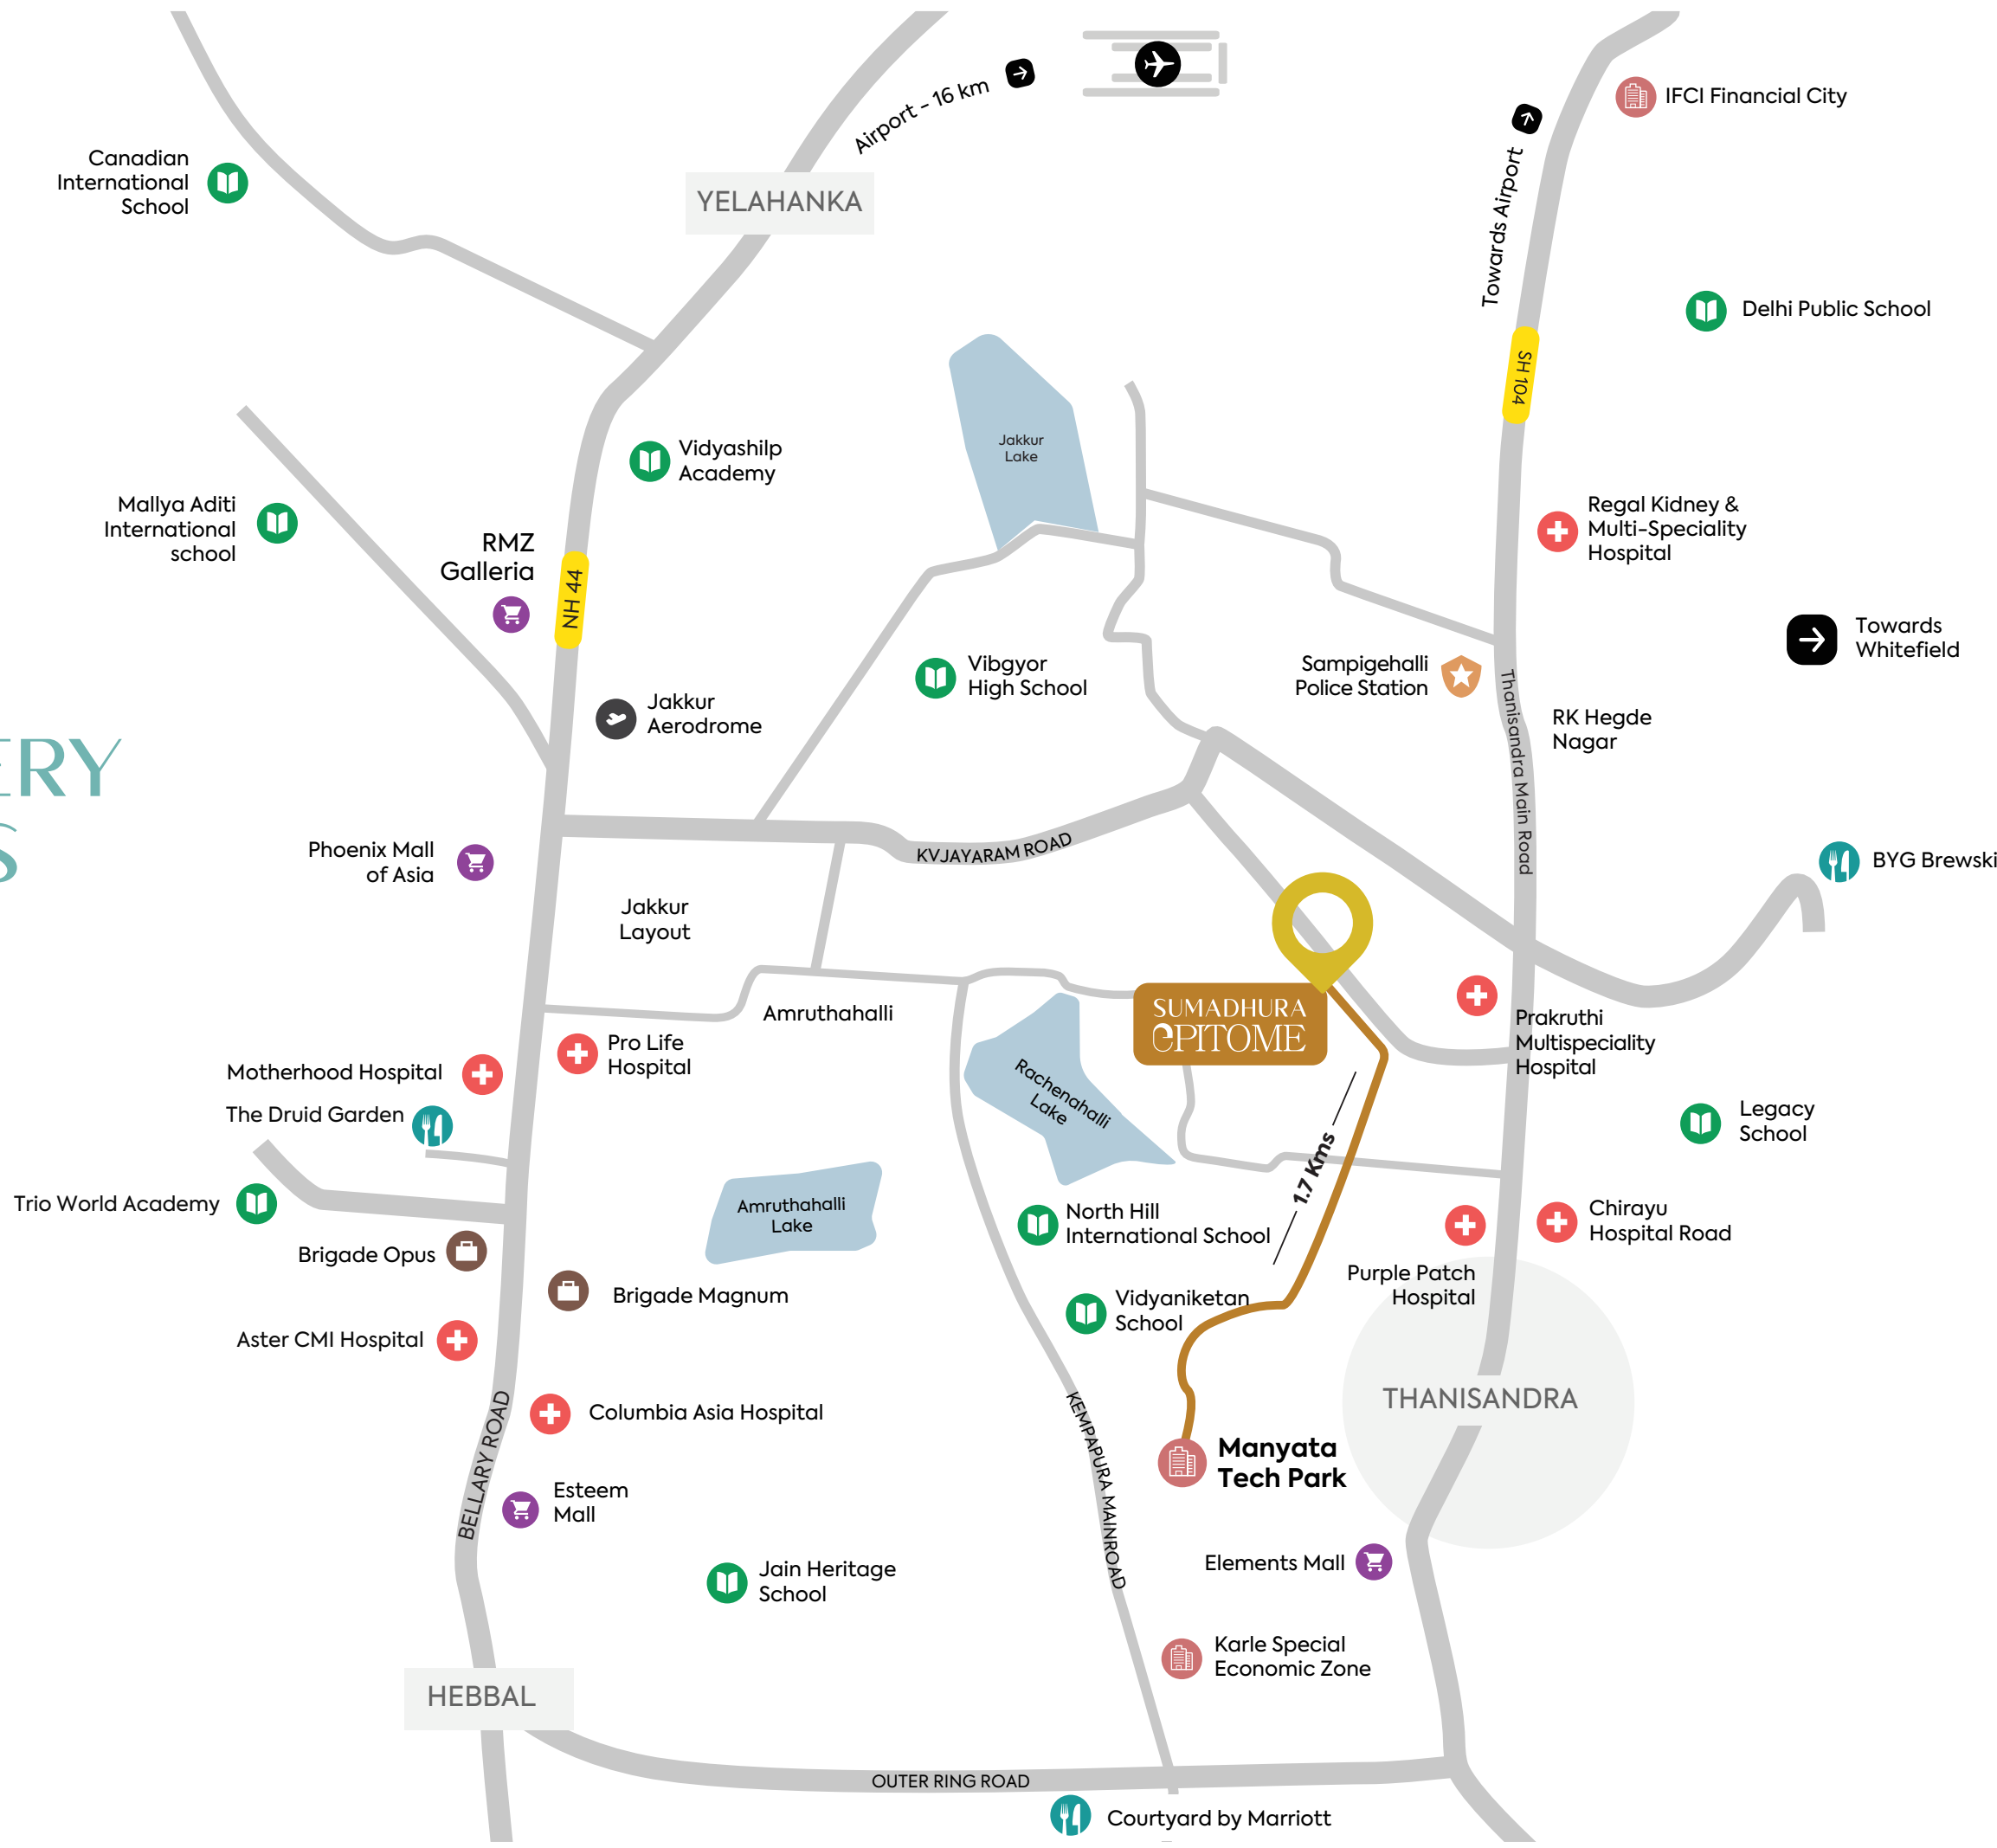 Airport - 16 km
IFCI Financial City
Canadian
International
School
YELAHANKA
Towards Airport
Delhi Public School
SH 104
Jakkur
Lake
Vidyashilp
Academy
Mallya Aditi
International
school
RMZ
Galleria
NH 44
Regal Kidney &
Multi-Speciality
Hospital
Towards
Whitefield
Vibgyor
High School
Sampigehalli
Police Station
Jakkur
Aerodrome
Thanisandra Main Road
RK Hegde
Nagar
ERY
S
Phoenix Mall
of Asia
KVJAYARAM ROAD
BYG Brewski
Jakkur
Layout
Amruthahalli
SUMADHURA
ePITOME
Prakruthi
Multispeciality
Hospital
Pro Life
Hospital
Motherhood Hospital
The Druid Garden
Rachenahalli
Lake
1.7 Kms
Legacy
School
Trio World Academy
Amruthahalli
Lake
North Hill
International School
Chirayu
Hospital Road
Brigade Opus
Brigade Magnum
Purple Patch
Hospital
Vidyaniketan
School
Aster CMI Hospital
THANISANDRA
Columbia Asia Hospital
BELLARY ROAD
KEMPAPURA MAINROAD
Manyata
Tech Park
Esteem
Mall
Elements Mall
Jain Heritage
School
Karle Special
Economic Zone
HEBBAL
OUTER RING ROAD
Courtyard by Marriott